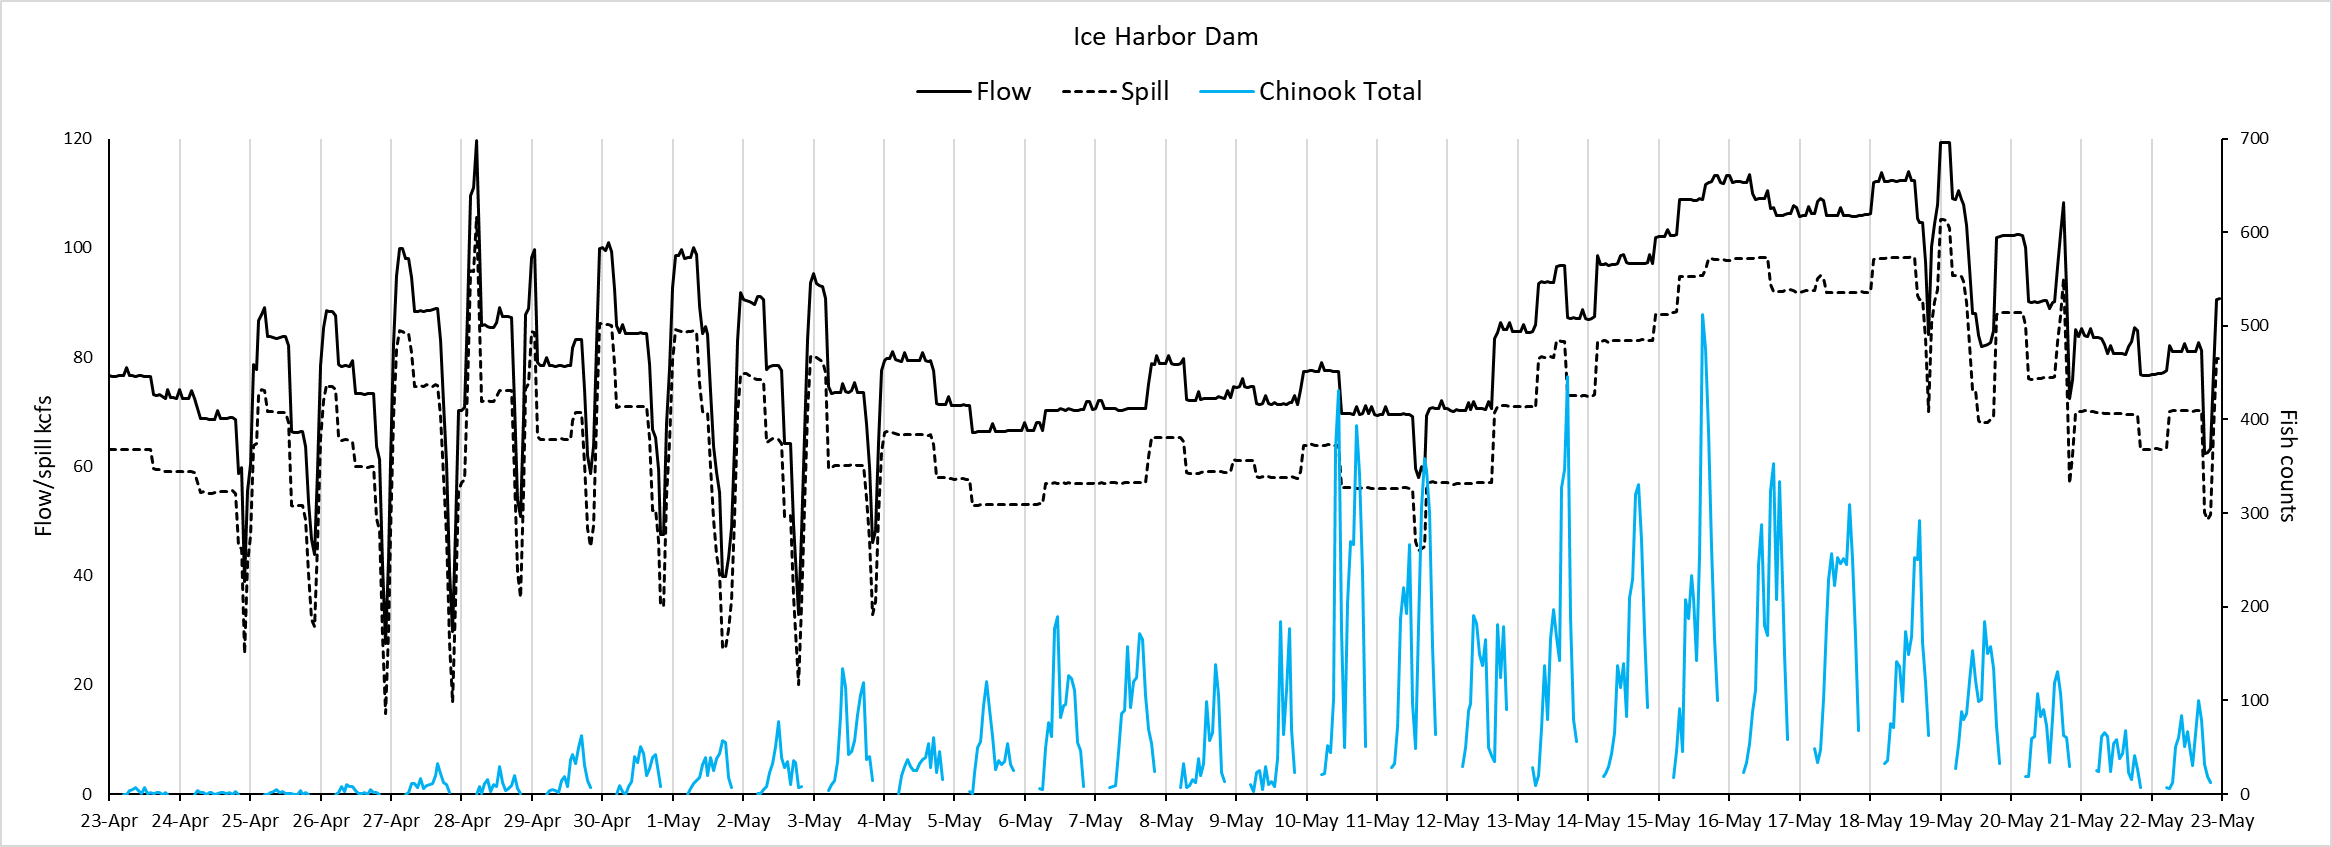 Ice Harbor Dam
Flow Spill Chinook Total
120 700
600
100
500
80
400
60
300
40
200
20
100
0 0
Flow/spill kcfs
Fish counts
23-Apr 24-Apr 25-Apr 26-Apr 27-Apr 28-Apr 29-Apr 30-Apr 1-May 2-May 3-May 4-May 5-May 6-May 7-May 8-May 9-May 10-May 11-May 12-May 13-May 14-May 15-May 16-May 17-May 18-May 19-May 20-May 21-May 22-May 23-May